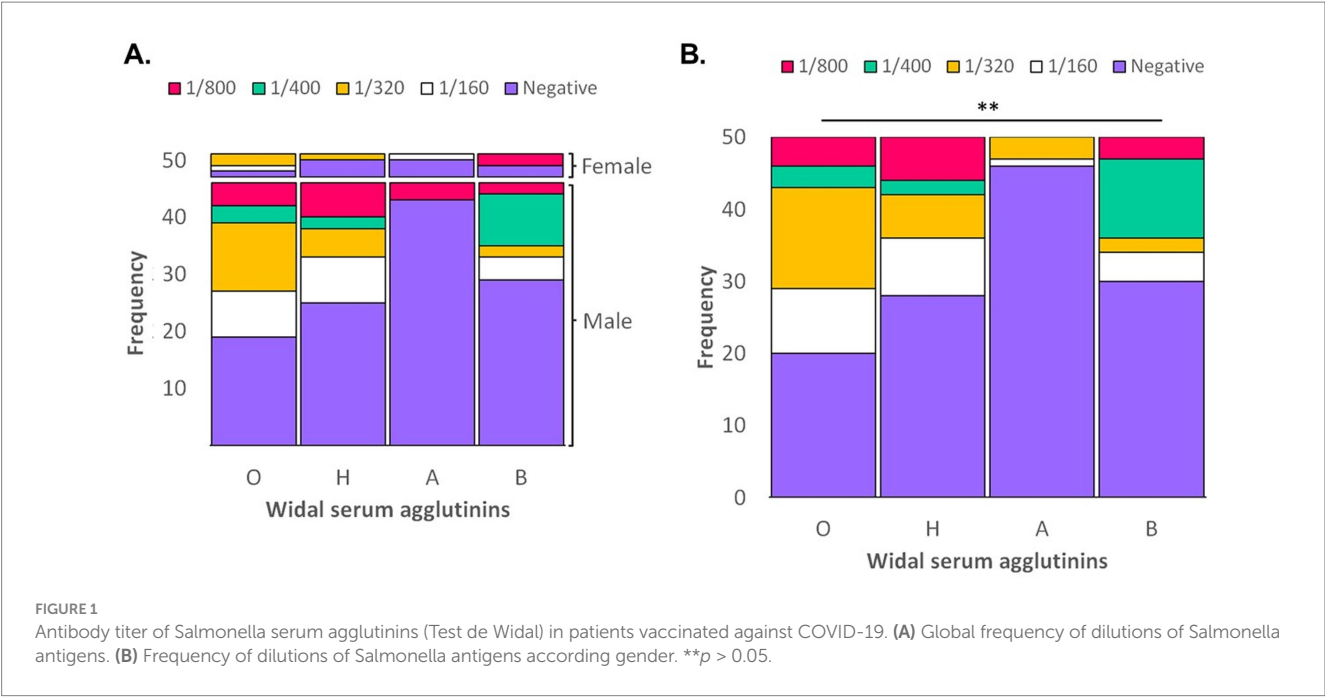 A.
1/800 1/400 1/320 1/160 Negative
50
40
30
20
10
Frequency
Female
Male
O H A B
Widal serum agglutinins
B.
1/800 1/400 1/320 1/160 Negative
**
50
40
30
20
10
0
Frequency
O H A B
Widal serum agglutinins
FIGURE 1
Antibody titer of Salmonella serum agglutinins (Test de Widal) in patients vaccinated against COVID-19. (A) Global frequency of dilutions of Salmonella
antigens. (B) Frequency of dilutions of Salmonella antigens according gender. **p > 0.05.